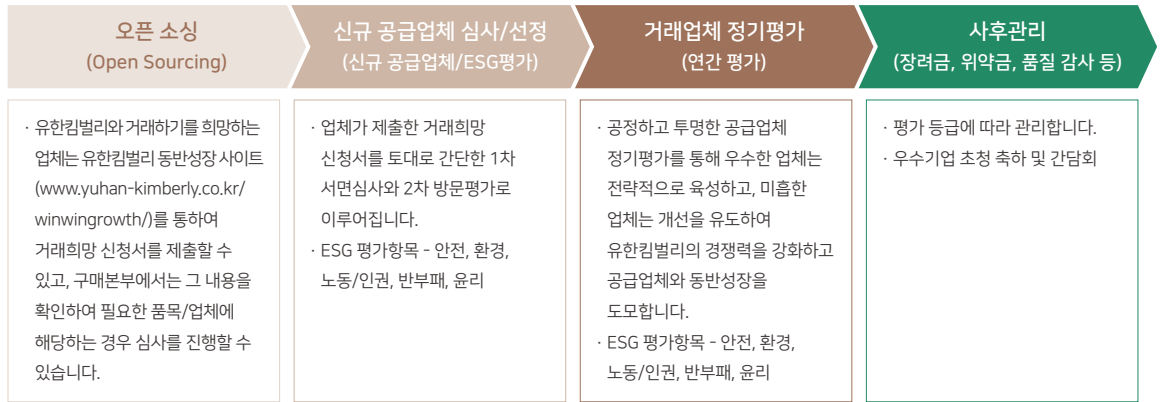 오픈 소싱
(Open Sourcing)
신규 공급업체 심사/선정
(신규 공급업체/ESG평가)
거래업체 정기평가
(연간 평가)
사후관리
(장려금, 위약금, 품질 감사 등)
· 유한킴벌리와 거래하기를 희망하는
업체는 유한킴벌리 동반성장 사이트
(www.yuhan-kimberly.co.kr/
winwingrowth/)를 통하여
거래희망 신청서를 제출할 수
있고, 구매본부에서는 그 내용을
확인하여 필요한 품목/업체에
해당하는 경우 심사를 진행할 수
있습니다.
· 업체가 제출한 거래희망
신청서를 토대로 간단한 1차
서면심사와 2차 방문평가로
이루어집니다.
· ESG 평가항목 - 안전, 환경,
노동/인권, 반부패, 윤리
· 공정하고 투명한 공급업체
정기평가를 통해 우수한 업체는
전략적으로 육성하고, 미흡한
업체는 개선을 유도하여
유한킴벌리의 경쟁력을 강화하고
공급업체와 동반성장을
도모합니다.
· ESG 평가항목 - 안전, 환경,
노동/인권, 반부패, 윤리
· 평가 등급에 따라 관리합니다.
· 우수기업 초청 축하 및 간담회